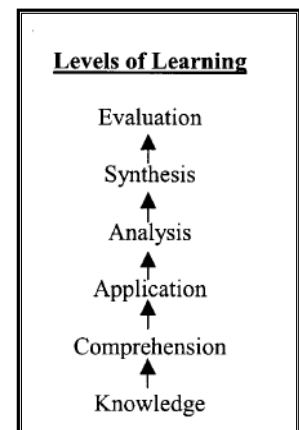 Levels of Learning
Evaluation
Synthesis
Analysis
Application
Comprehension
Knowledge